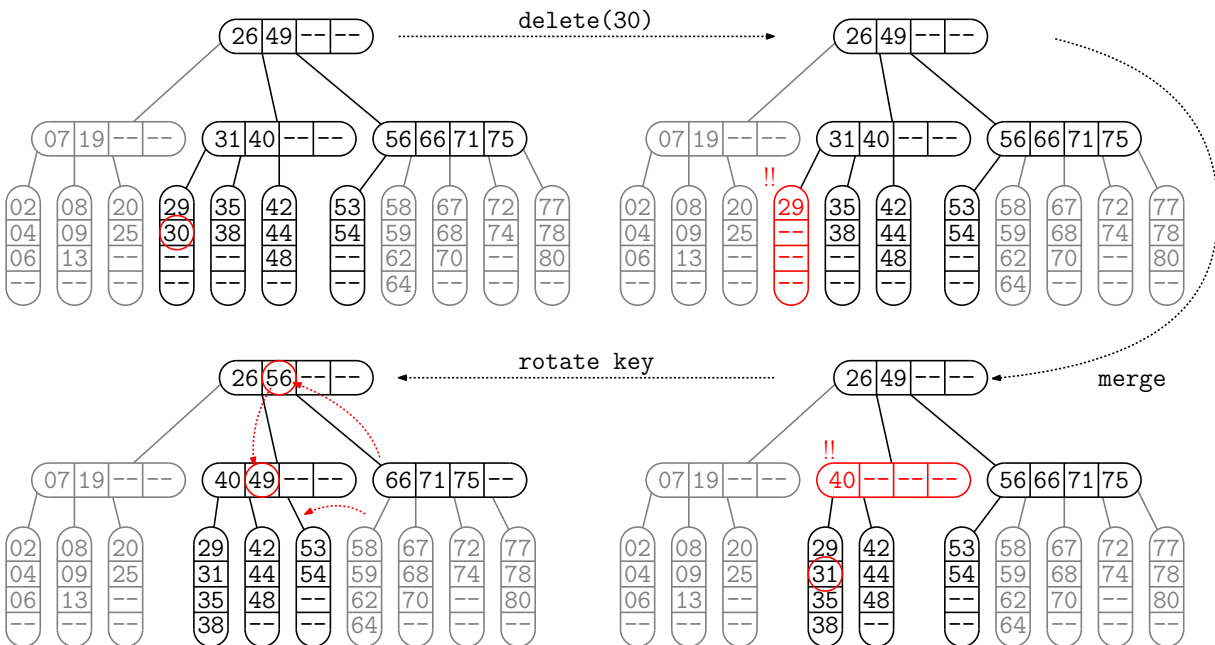 delete(30)
26 49 -- -- 26 49 -- --
07 19 -- -- 31 40 -- -- 56 66 71 75 07 19 -- -- 31 40 -- -- 56 66 71 75
!!
02 08 20 29 35 42 53 58 67 72 77 02 08 20 29 35 42 53 58 67 72 77
04 09 25 30 38 44 54 59 68 74 78 04 09 25 -- 38 44 54 59 68 74 78
06 13 -- -- -- 48 -- 62 70 -- 80 06 13 -- -- -- 48 -- 62 70 -- 80
-- -- -- -- -- -- -- 64 -- -- -- -- -- -- -- -- -- -- 64 -- -- --
rotate key
26 56 -- -- 26 49 -- -- merge
!!
07 19 -- -- 40 49 -- -- 66 71 75 -- 07 19 -- -- 40 -- -- -- 56 66 71 75
02 08 20 29 42 53 58 67 72 77 02 08 20 29 42 53 58 67 72 77
04 09 25 31 44 54 59 68 74 78 04 09 25 31 44 54 59 68 74 78
06 13 -- 35 48 -- 62 70 -- 80 06 13 -- 35 48 -- 62 70 -- 80
-- -- -- 38 -- -- 64 -- -- -- -- -- -- 38 -- -- 64 -- -- --